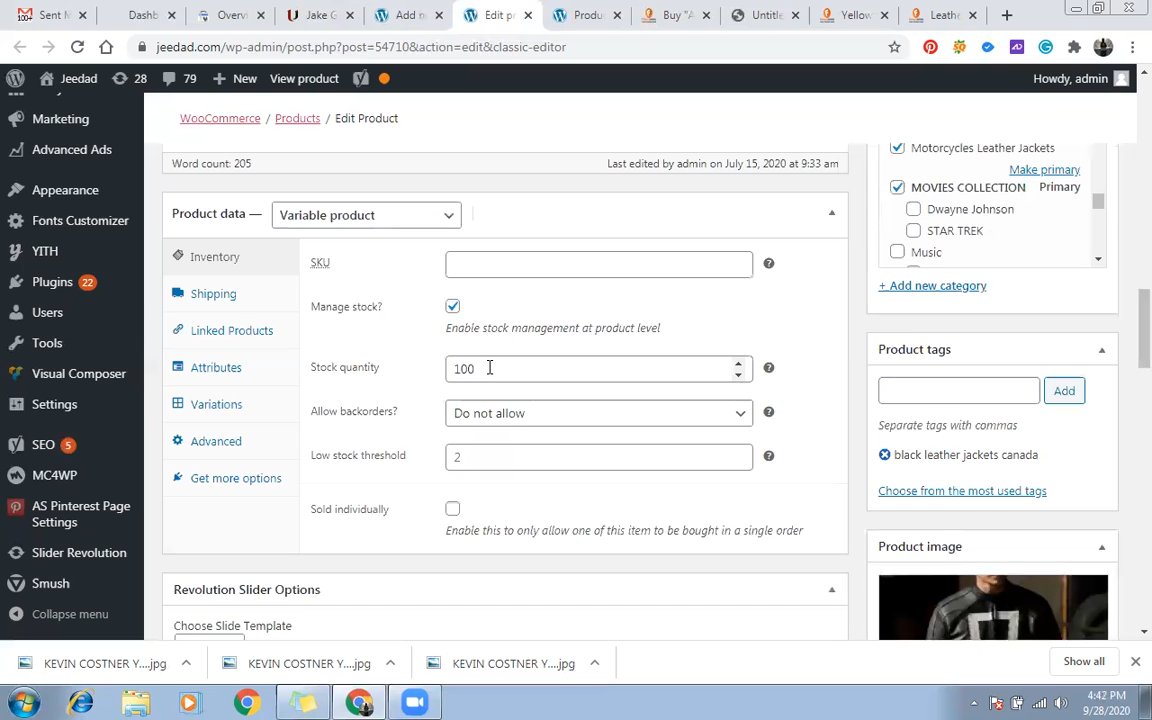 Sent M
Dashb
Overvi
Jake G
Add n
Edit pr
Produc
Buy "A
Untitle
Yellow
Leathe
jeedad.com/wp-admin/post.php?post=54710&action=edit&classic-editor
Jeedad 28 79 New View product Howdy, admin
Marketing
Advanced Ads
Appearance
Fonts Customizer
YITH
Plugins 22
Users
Tools
Visual Composer
Settings
SEO 5
MC4WP
AS Pinterest Page
Settings
Slider Revolution
Smush
Collapse menu
WooCommerce / Products / Edit Product
Word count: 205 Last edited by admin on July 15, 2020 at 9:33 am
Product data — Variable product
Inventory
Shipping
Linked Products
Attributes
Variations
Advanced
Get more options
SKU
Manage stock?
Enable stock management at product level
Stock quantity 100
Allow backorders? Do not allow
Low stock threshold 2
Sold individually
Enable this to only allow one of this item to be bought in a single order
Revolution Slider Options
Choose Slide Template
Motorcycles Leather Jackets
Make primary
MOVIES COLLECTION Primary
Dwayne Johnson
STAR TREK
Music
+ Add new category
Product tags
Add
Separate tags with commas
black leather jackets canada
Choose from the most used tags
Product image
KEVIN COSTNER Y....jpg
KEVIN COSTNER Y....jpg
KEVIN COSTNER Y....jpg
Show all
4:42 PM
9/28/2020